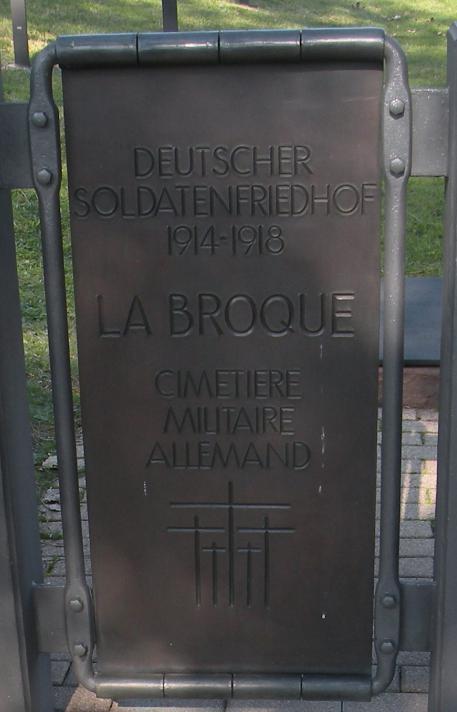 DEUTSCHER
SOLDATENFRIEDHOF
1914-1918
LA BROQUE
CIMETIERE
MILITAIRE
ALLEMAND